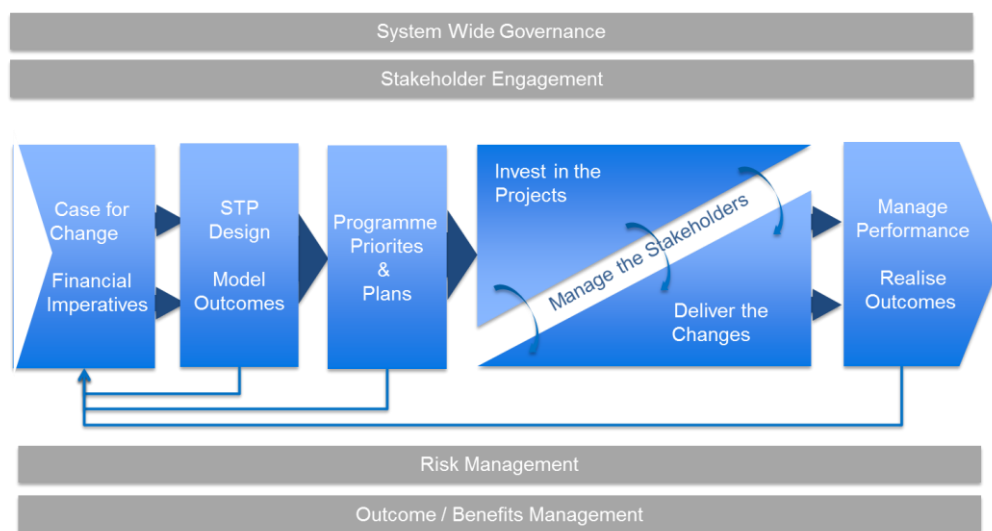 System Wide Governance
Stakeholder Engagement
Case for
Change
Financial
Imperatives
STP
Design
Model
Outcomes
Programme
Priorites
&
Plans
Invest in the
Projects
Manage the Stakeholders
Deliver the
Changes
Manage
Performance
Realise
Outcomes
Risk Management
Outcome / Benefits Management